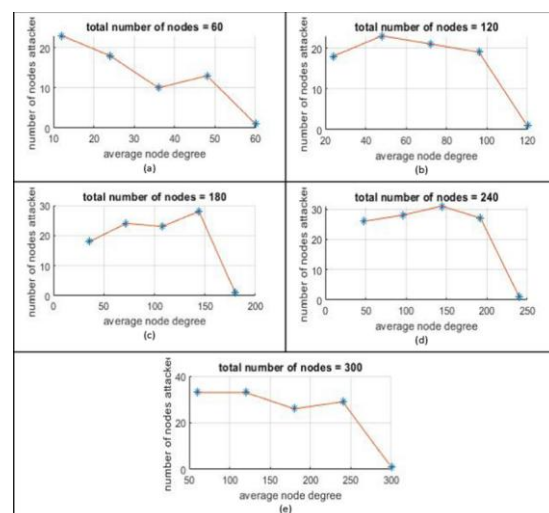 total number of nodes = 60
number of nodes attacked
20
10
0
10 20 30 40 50 60
average node degree
(a)
total number of nodes = 120
number of nodes attacked
20
10
0
20 40 60 80 100 120
average node degree
(b)
total number of nodes = 180
number of nodes attacked
30
20
10
0
0 50 100 150 200
average node degree
(c)
total number of nodes = 240
number of nodes attacked
30
20
10
0
0 50 100 150 200 250
average node degree
(d)
total number of nodes = 300
number of nodes attacked
40
20
0
50 100 150 200 250 300
average node degree
(e)